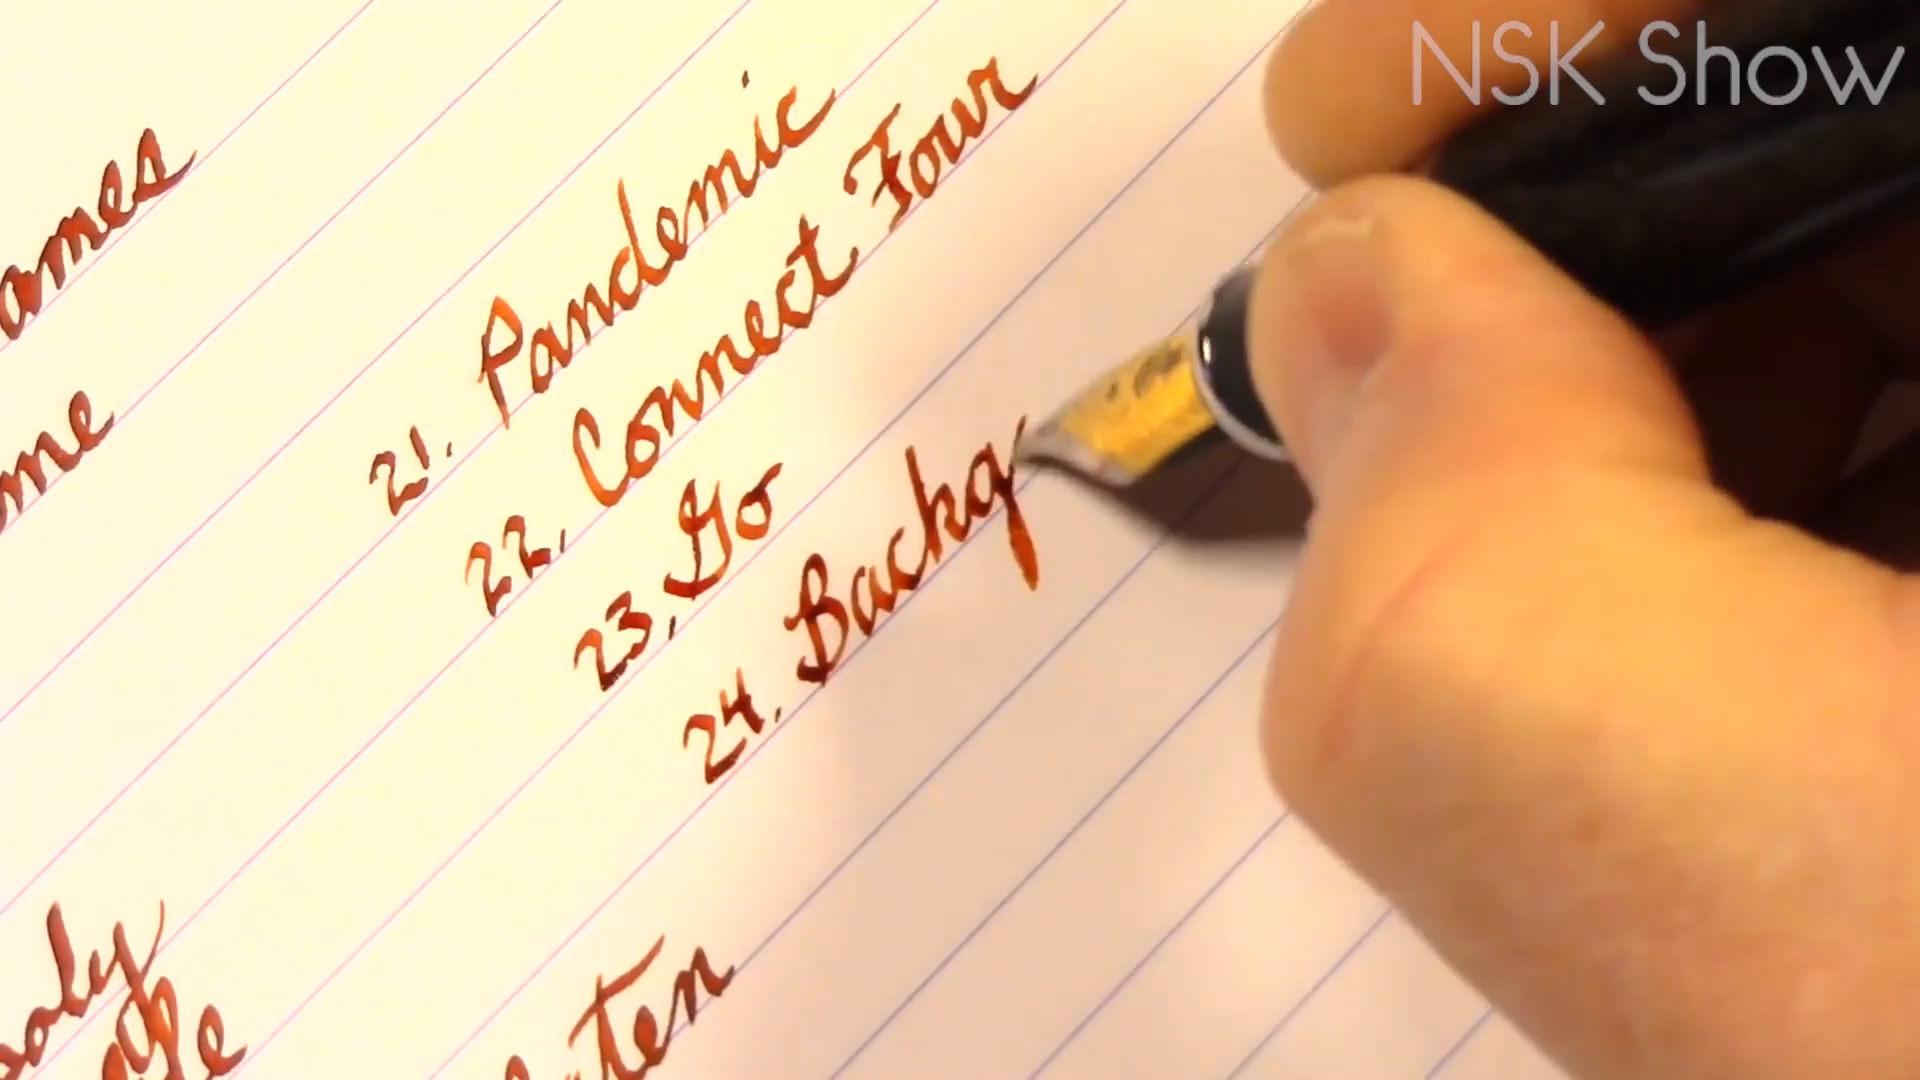 NSK Show
ames
me
21. Pandemic
22. Connect Four
23. Go
24. Backg